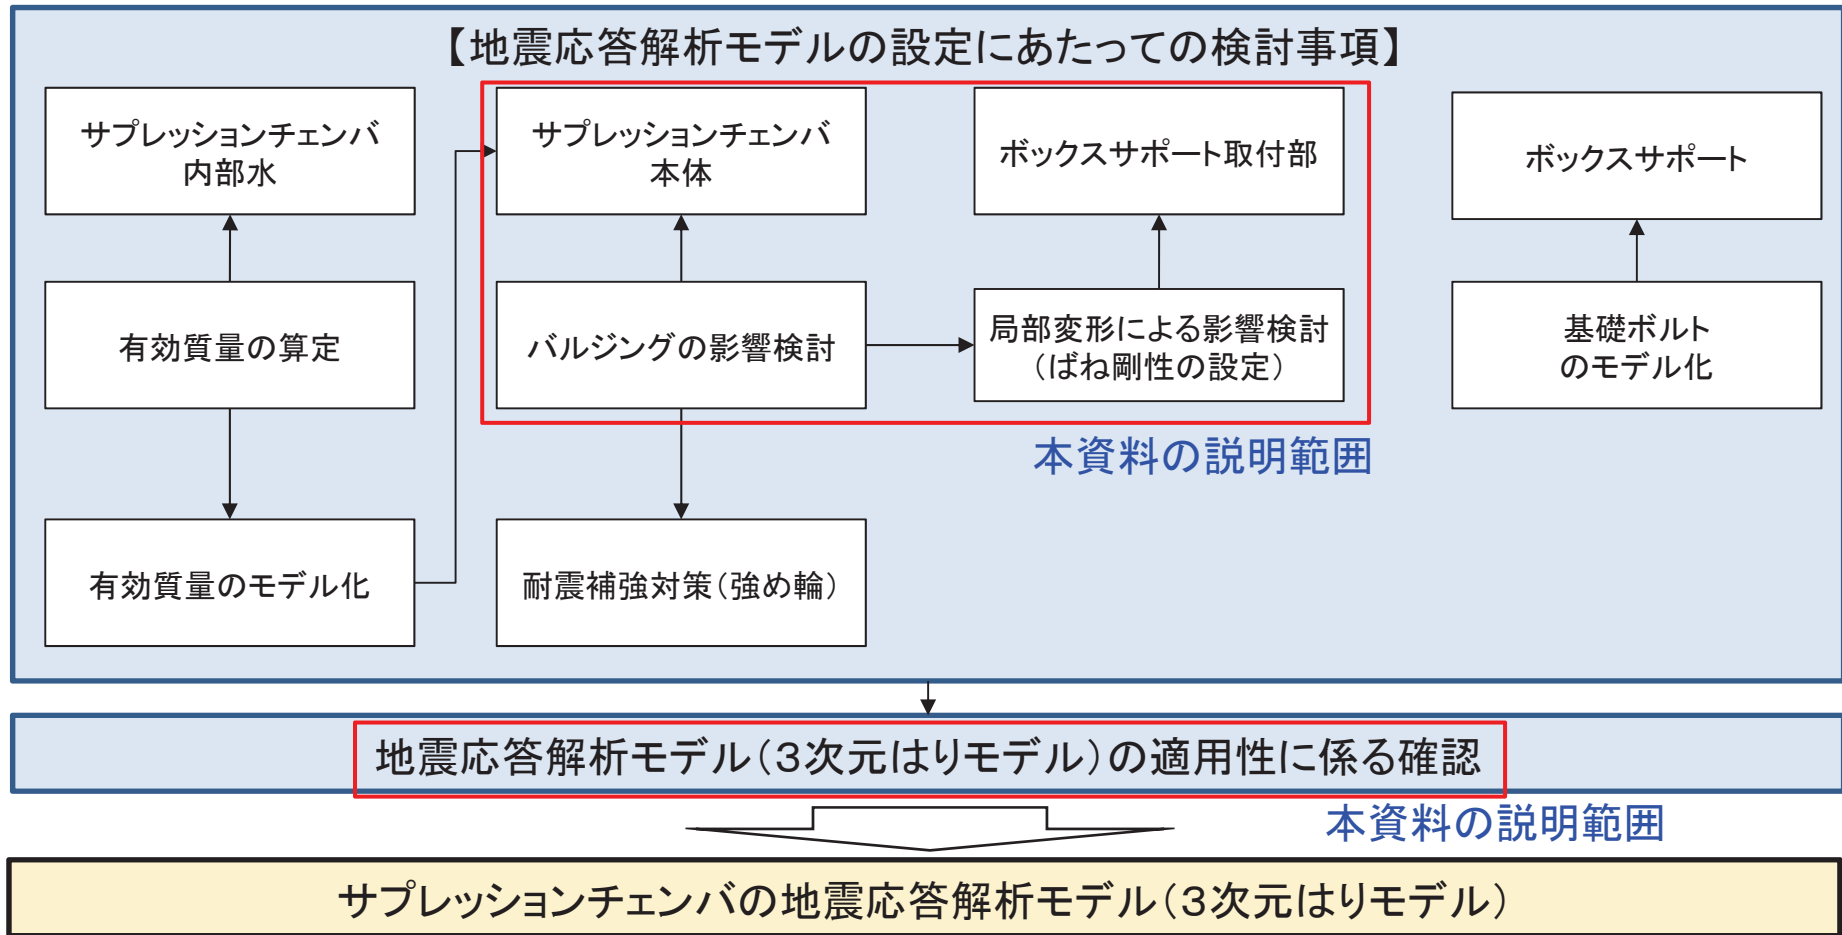 【地震応答解析モデルの設定にあたっての検討事項】
サプレッションチェンバ
内部水
サプレッションチェンバ
本体
ボックスサポート取付部
ボックスサポート
有効質量の算定
バルジングの影響検討
局部変形による影響検討
(ばね剛性の設定)
基礎ボルト
のモデル化
本資料の説明範囲
有効質量のモデル化
耐震補強対策(強め輪)
地震応答解析モデル(3次元はりモデル)の適用性に係る確認
本資料の説明範囲
サプレッションチェンバの地震応答解析モデル(3次元はりモデル)